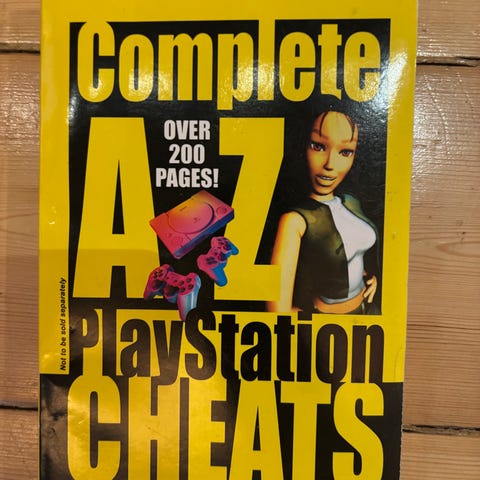 Complete
A-Z
OVER
200
PAGES!
Not to be sold separately
PlayStation
CHEATS